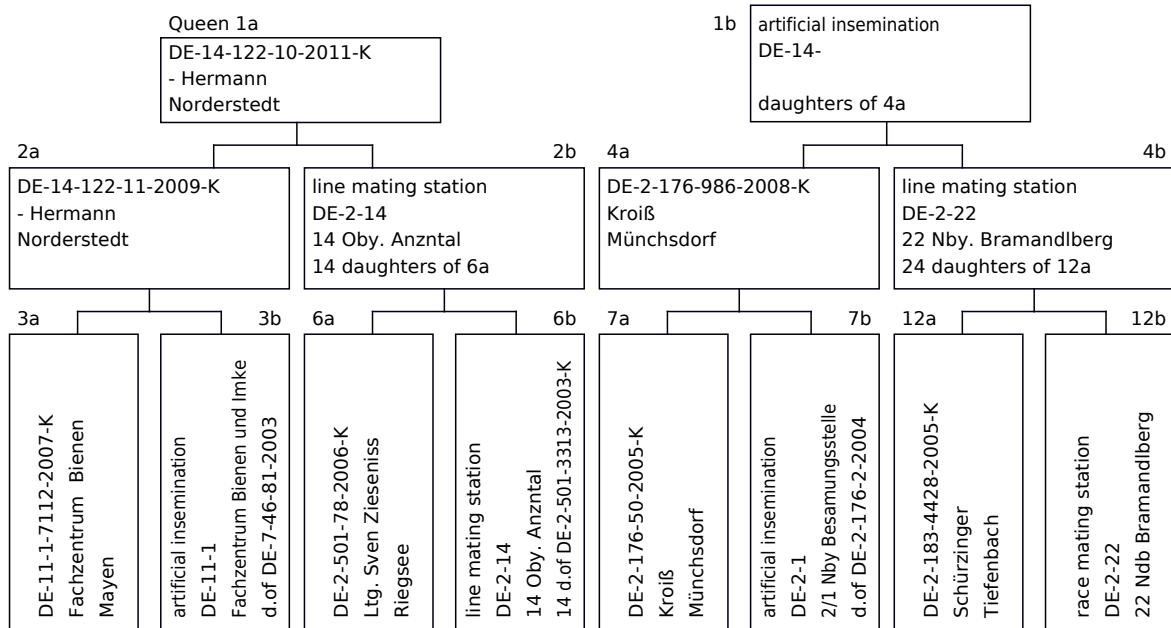 Queen 1a
DE-14-122-10-2011-K
- Hermann
Norderstedt
1b
artificial insemination
DE-14-
daughters of 4a
2a
DE-14-122-11-2009-K
- Hermann
Norderstedt
2b
line mating station
DE-2-14
14 Oby. Anzntal
14 daughters of 6a
4a
DE-2-176-986-2008-K
Kroiß
Münchsdorf
4b
line mating station
DE-2-22
22 Nby. Bramandlberg
24 daughters of 12a
3a
DE-11-1-7112-2007-K
Fachzentrum Bienen
Mayen
3b
artificial insemination
DE-11-1
Fachzentrum Bienen und Imke
d.of DE-7-46-81-2003
6a
DE-2-501-78-2006-K
Ltg. Sven Zieseniss
Riegsee
6b
line mating station
DE-2-14
14 Oby. Anzntal
14 d.of DE-2-501-3313-2003-K
7a
DE-2-176-50-2005-K
Kroiß
Münchsdorf
7b
artificial insemination
DE-2-1
2/1 Nby Besamungsstelle
d.of DE-2-176-2-2004
12a
DE-2-183-4428-2005-K
Schürzinger
Tiefenbach
12b
race mating station
DE-2-22
22 Ndb Bramandlberg